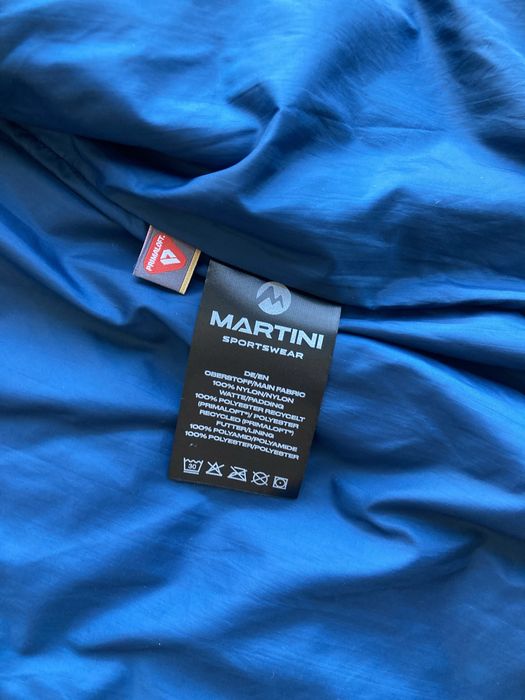 PRIMALOFT®
MARTINI
SPORTSWEAR
DE/EN
OBERSTOFF/MAIN FABRIC
100% NYLON/NYLON
WATTE/PADDING
100% POLYESTER RECYCELT
(PRIMALOFT®)/ POLYESTER
RECYCLED (PRIMALOFT®)
FUTTER/LINING
100% POLYAMID/POLYAMIDE
100% POLYESTER/POLYESTER
30